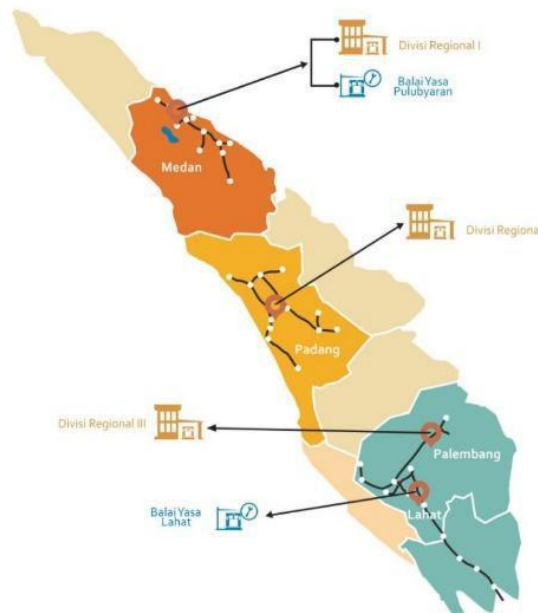 Divisi Regional I
Balai Yasa
Pulubyaran
Medan
Divisi Regiona
Padang
Divisi Regional III
Palembang
Balai Yasa
Lahat
Lahat